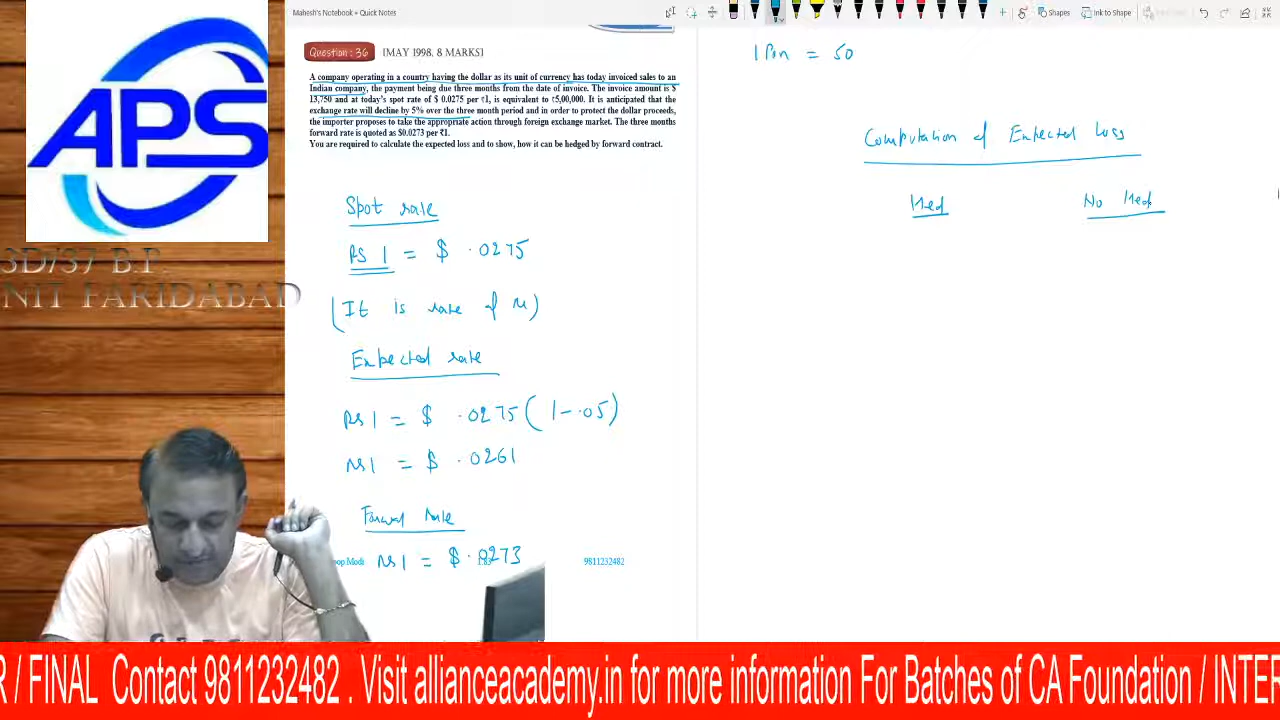 Mahesh's Notebook + Quick Notes
Shapes
Ink to Shape
APS
3D/37 B.P.
NIT FARIDABAD
Question : 36 [MAY 1998, 8 MARKS]
A company operating in a country having the dollar as its unit of currency has today invoiced sales to an
Indian company, the payment being due three months from the date of invoice. The invoice amount is $
13,750 and at today's spot rate of $ 0.0275 per ₹1, is equivalent to ₹5,00,000. It is anticipated that the
exchange rate will decline by 5% over the three month period and in order to protect the dollar proceeds,
the importer proposes to take the appropriate action through foreign exchange market. The three months
forward rate is quoted as $0.0273 per ₹1.
You are required to calculate the expected loss and to show, how it can be hedged by forward contract.
Spot rate
RS 1 = $ .0275
(It is rate of
Expected rate
RS 1 = $ .0275 (1-.05)
RS 1 = $ .0261
Forwad rate
RS 1 = $ .0273
oop Modi
9811232482
= 50
Computation of Expected Loss
Hed
No Hed
R / FINAL Contact 9811232482 . Visit allianceacademy.in for more information For Batches of CA Foundation / INTER